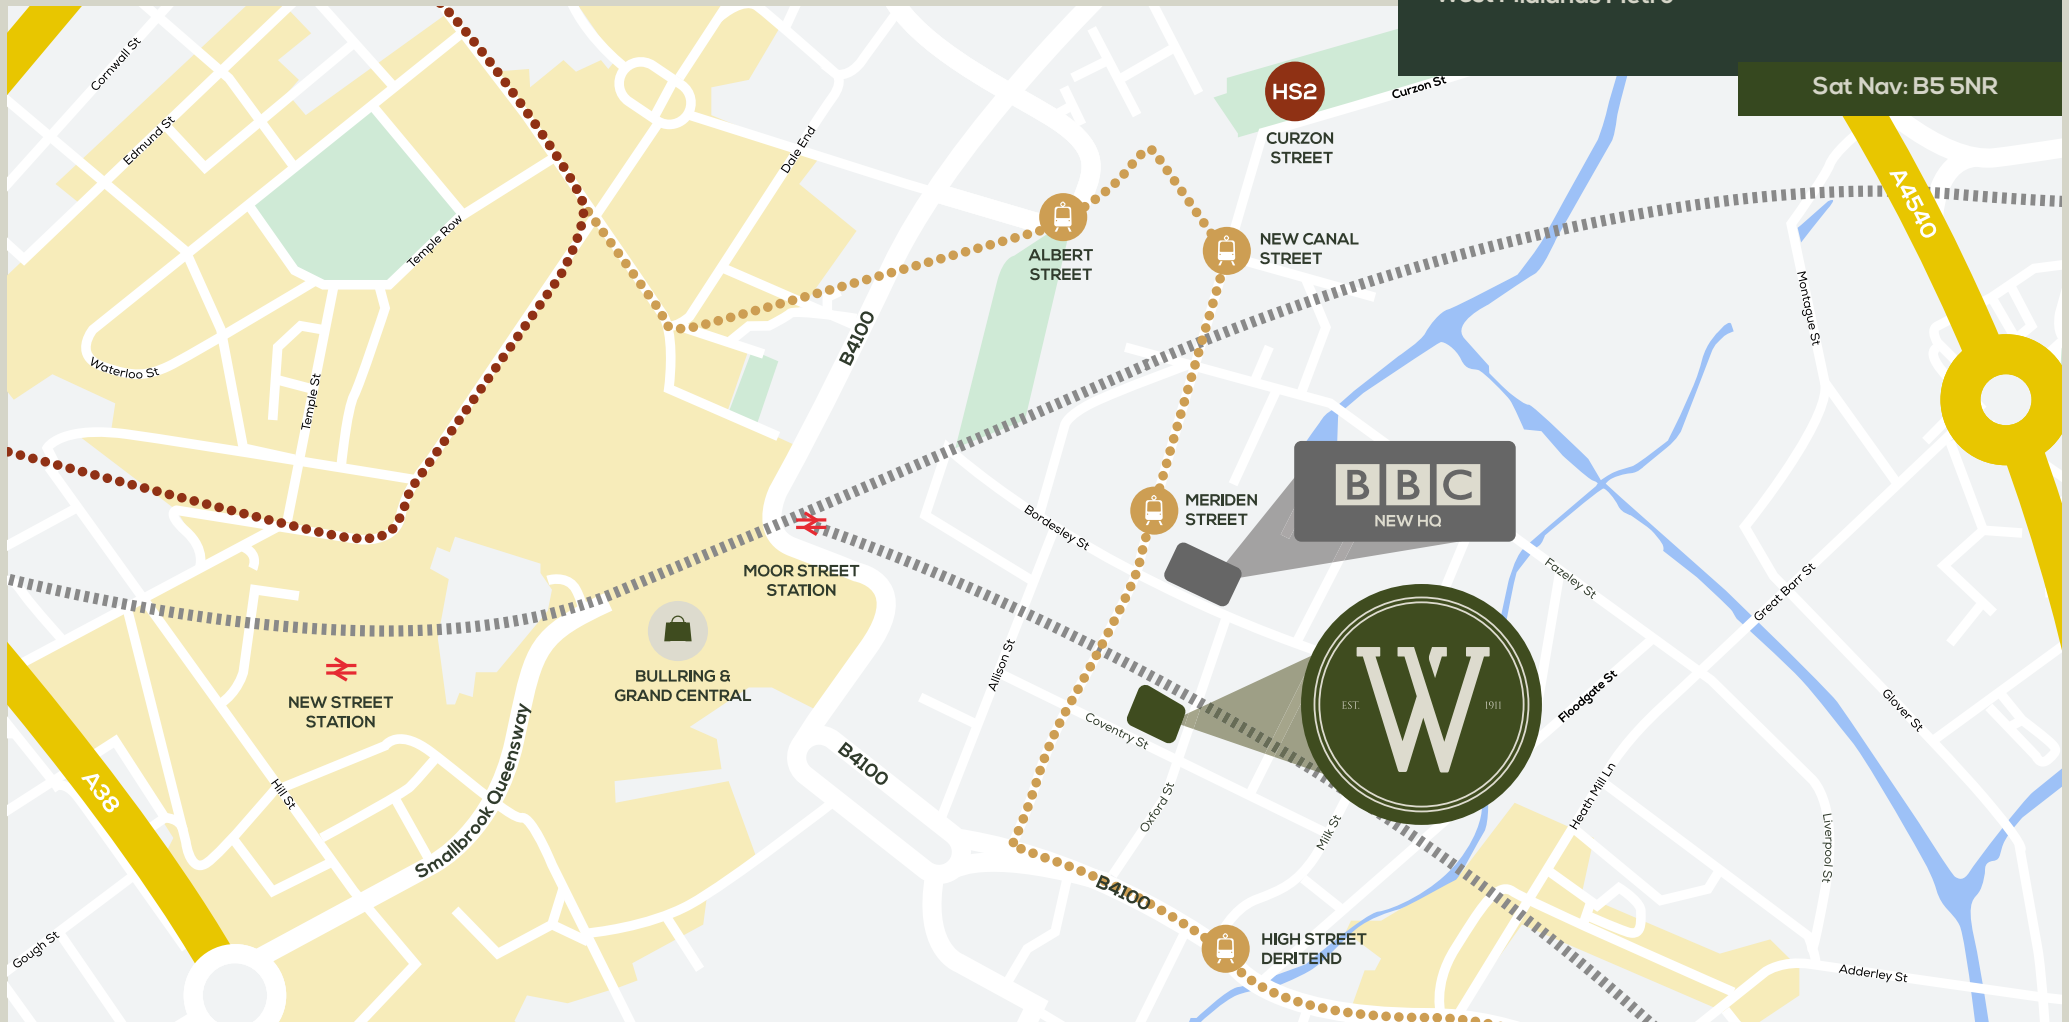 West Midlands Metro
Sat Nav: B5 5NR
Cornwall St
Edmund St
Temple Row
Waterloo St
Temple St
Dale End
HS2
CURZON
STREET
Curzon St
ALBERT
STREET
NEW CANAL
STREET
A4540
Montague St
B4100
MERIDEN
STREET
Bordesley St
BBC
NEW HQ
MOOR STREET
STATION
BULLRING &
GRAND CENTRAL
NEW STREET
STATION
Fazeley St
Great Barr St
Allison St
Coventry St
EST.
W
1911
Floodgate St
Glover St
A38
Hill St
Smallbrook Queensway
B4100
Oxford St
Milk St
Heath Mill Ln
Liverpool St
B4100
HIGH STREET
DERITEND
Gough St
Adderley St